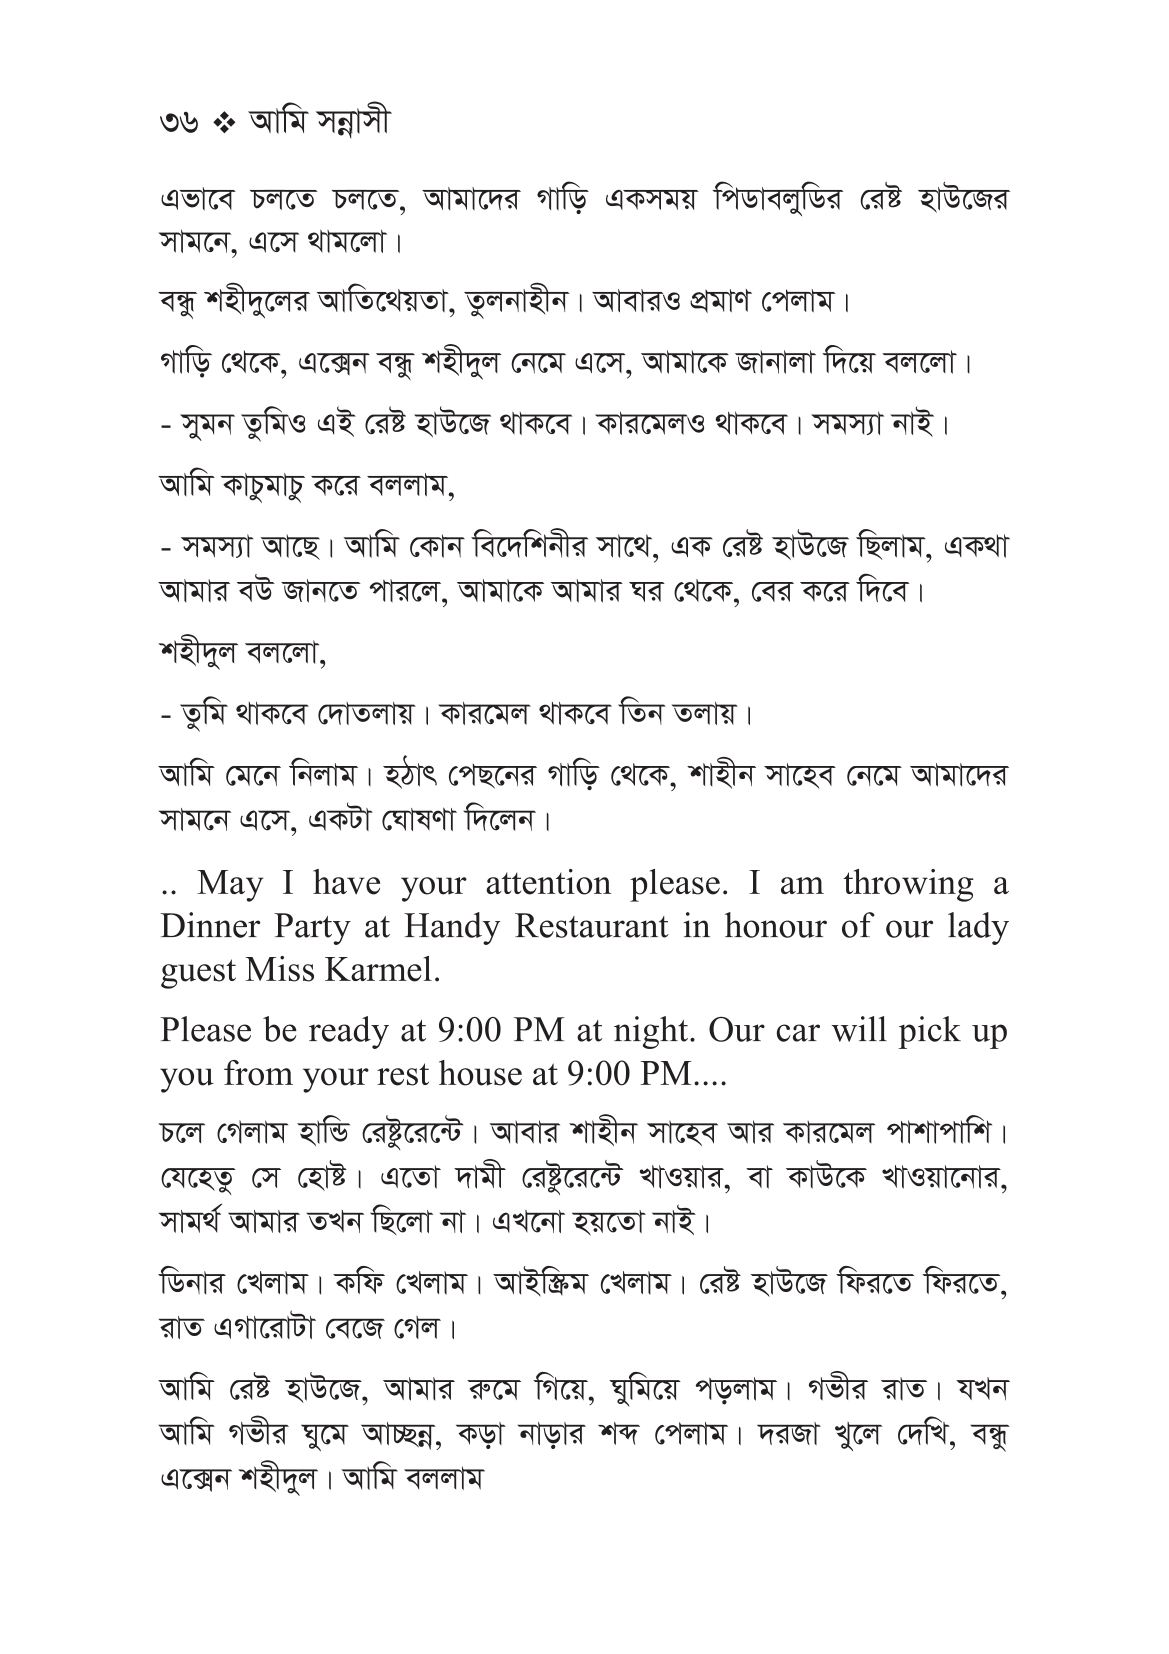 ৩৬ ❖ আমি সন্নাসী
এভাবে চলতে চলতে, আমাদের গাড়ি একসময় পিডাবলুডির রেষ্ট হাউজের
সামনে, এসে থামলো।
বন্ধু শহীদুলের আতিথেয়তা, তুলনাহীন। আবারও প্রমাণ পেলাম।
গাড়ি থেকে, এক্সেন বন্ধু শহীদুল নেমে এসে, আমাকে জানালা দিয়ে বললো।
- সুমন তুমিও এই রেষ্ট হাউজে থাকবে। কারমেলও থাকবে। সমস্যা নাই।
আমি কাচুমাচু করে বললাম,
- সমস্যা আছে। আমি কোন বিদেশিনীর সাথে, এক রেষ্ট হাউজে ছিলাম, একথা
আমার বউ জানতে পারলে, আমাকে আমার ঘর থেকে, বের করে দিবে।
শহীদুল বললো,
- তুমি থাকবে দোতলায়। কারমেল থাকবে তিন তলায়।
আমি মেনে নিলাম। হঠাৎ পেছনের গাড়ি থেকে, শাহীন সাহেব নেমে আমাদের
সামনে এসে, একটা ঘোষণা দিলেন।
.. May I have your attention please. I am throwing a
Dinner Party at Handy Restaurant in honour of our lady
guest Miss Karmel.
Please be ready at 9:00 PM at night. Our car will pick up
you from your rest house at 9:00 PM....
চলে গেলাম হান্ডি রেষ্টুরেন্টে। আবার শাহীন সাহেব আর কারমেল পাশাপাশি।
যেহেতু সে হোষ্ট। এতো দামী রেষ্টুরেন্টে খাওয়ার, বা কাউকে খাওয়ানোর,
সামর্থ আমার তখন ছিলো না। এখনো হয়তো নাই।
ডিনার খেলাম। কফি খেলাম। আইস্ক্রিম খেলাম। রেষ্ট হাউজে ফিরতে ফিরতে,
রাত এগারোটা বেজে গেল।
আমি রেষ্ট হাউজে, আমার রুমে গিয়ে, ঘুমিয়ে পড়লাম। গভীর রাত। যখন
আমি গভীর ঘুমে আচ্ছন্ন, কড়া নাড়ার শব্দ পেলাম। দরজা খুলে দেখি, বন্ধু
এক্সেন শহীদুল। আমি বললাম